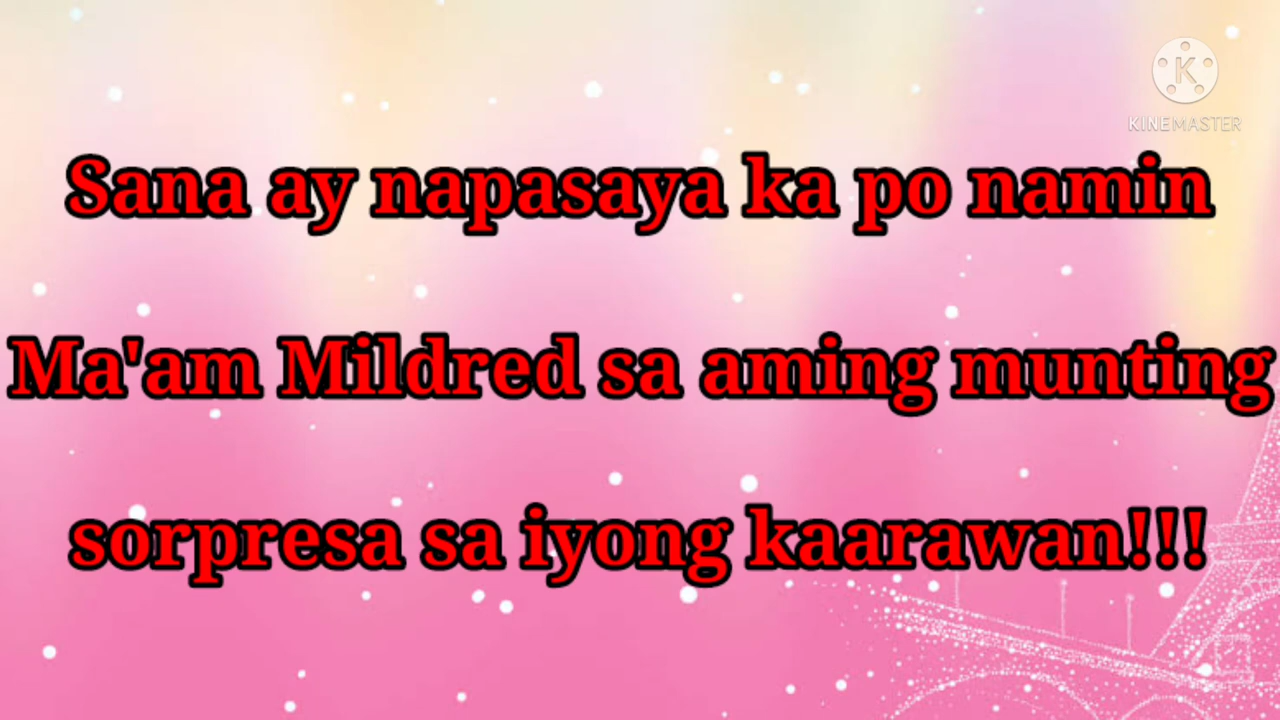 KINEMASTER
Sana ay napasaya ka po namin
Ma'am Mildred sa aming munting
sorpresa sa iyong kaarawan!!!